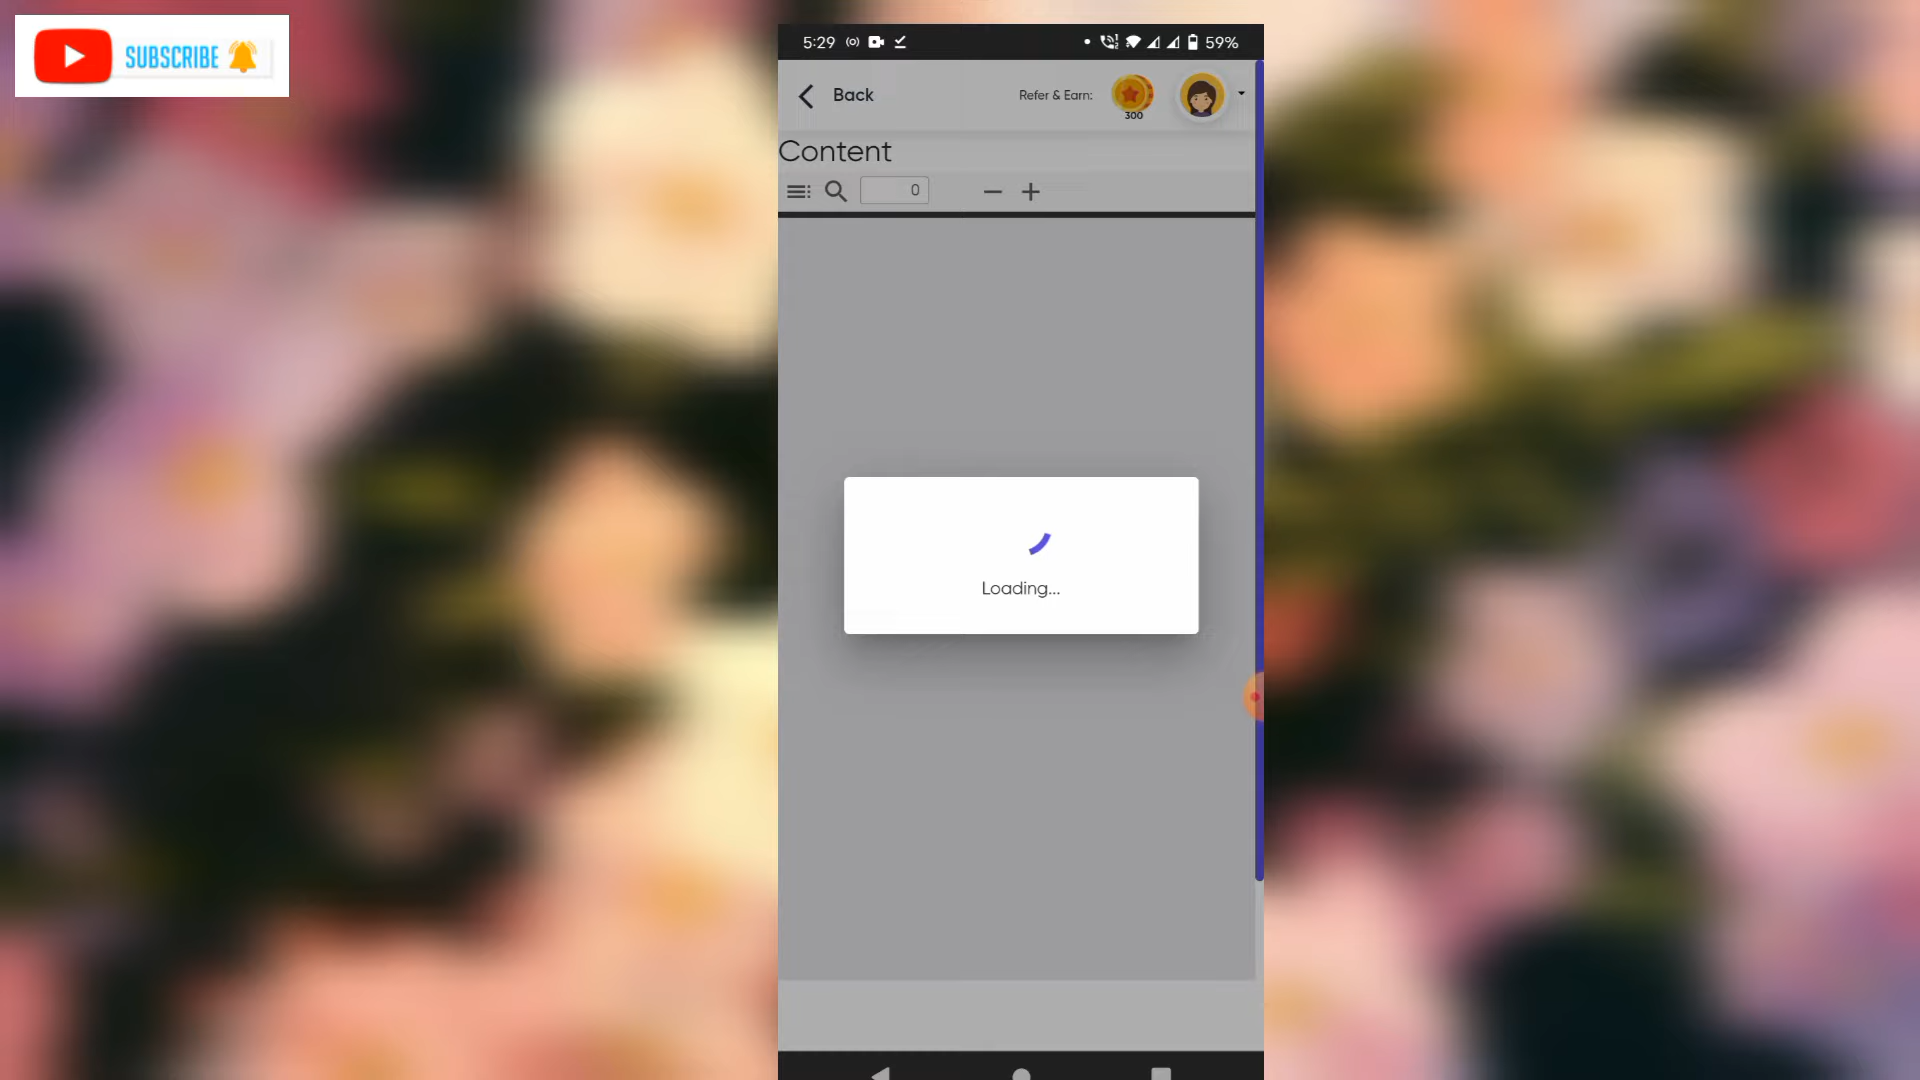 SUBSCRIBE
5:29
59%
Back
Refer & Earn:
300
Content
0
Loading...